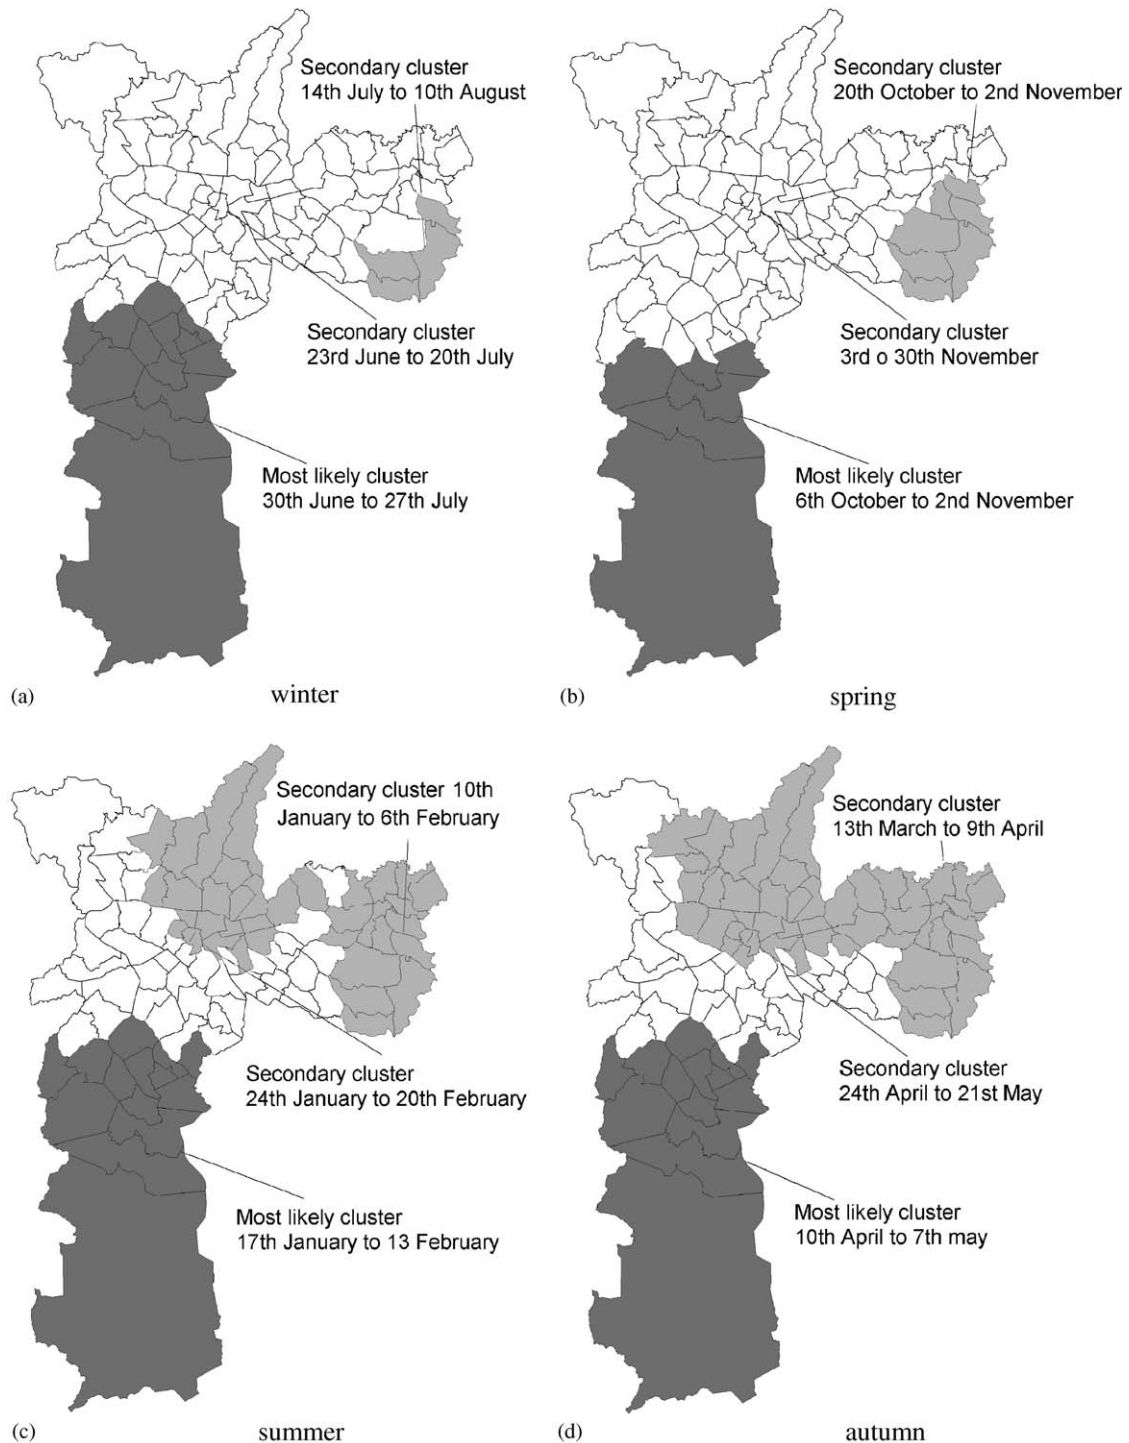 Secondary cluster
14th July to 10th August
Secondary cluster
23rd June to 20th July
Most likely cluster
30th June to 27th July
(a)
winter
Secondary cluster
20th October to 2nd November
Secondary cluster
3rd o 30th November
Most likely cluster
6th October to 2nd November
(b)
spring
Secondary cluster 10th
January to 6th February
Secondary cluster
24th January to 20th February
Most likely cluster
17th January to 13 February
(c)
summer
Secondary cluster
13th March to 9th April
Secondary cluster
24th April to 21st May
Most likely cluster
10th April to 7th may
(d)
autumn